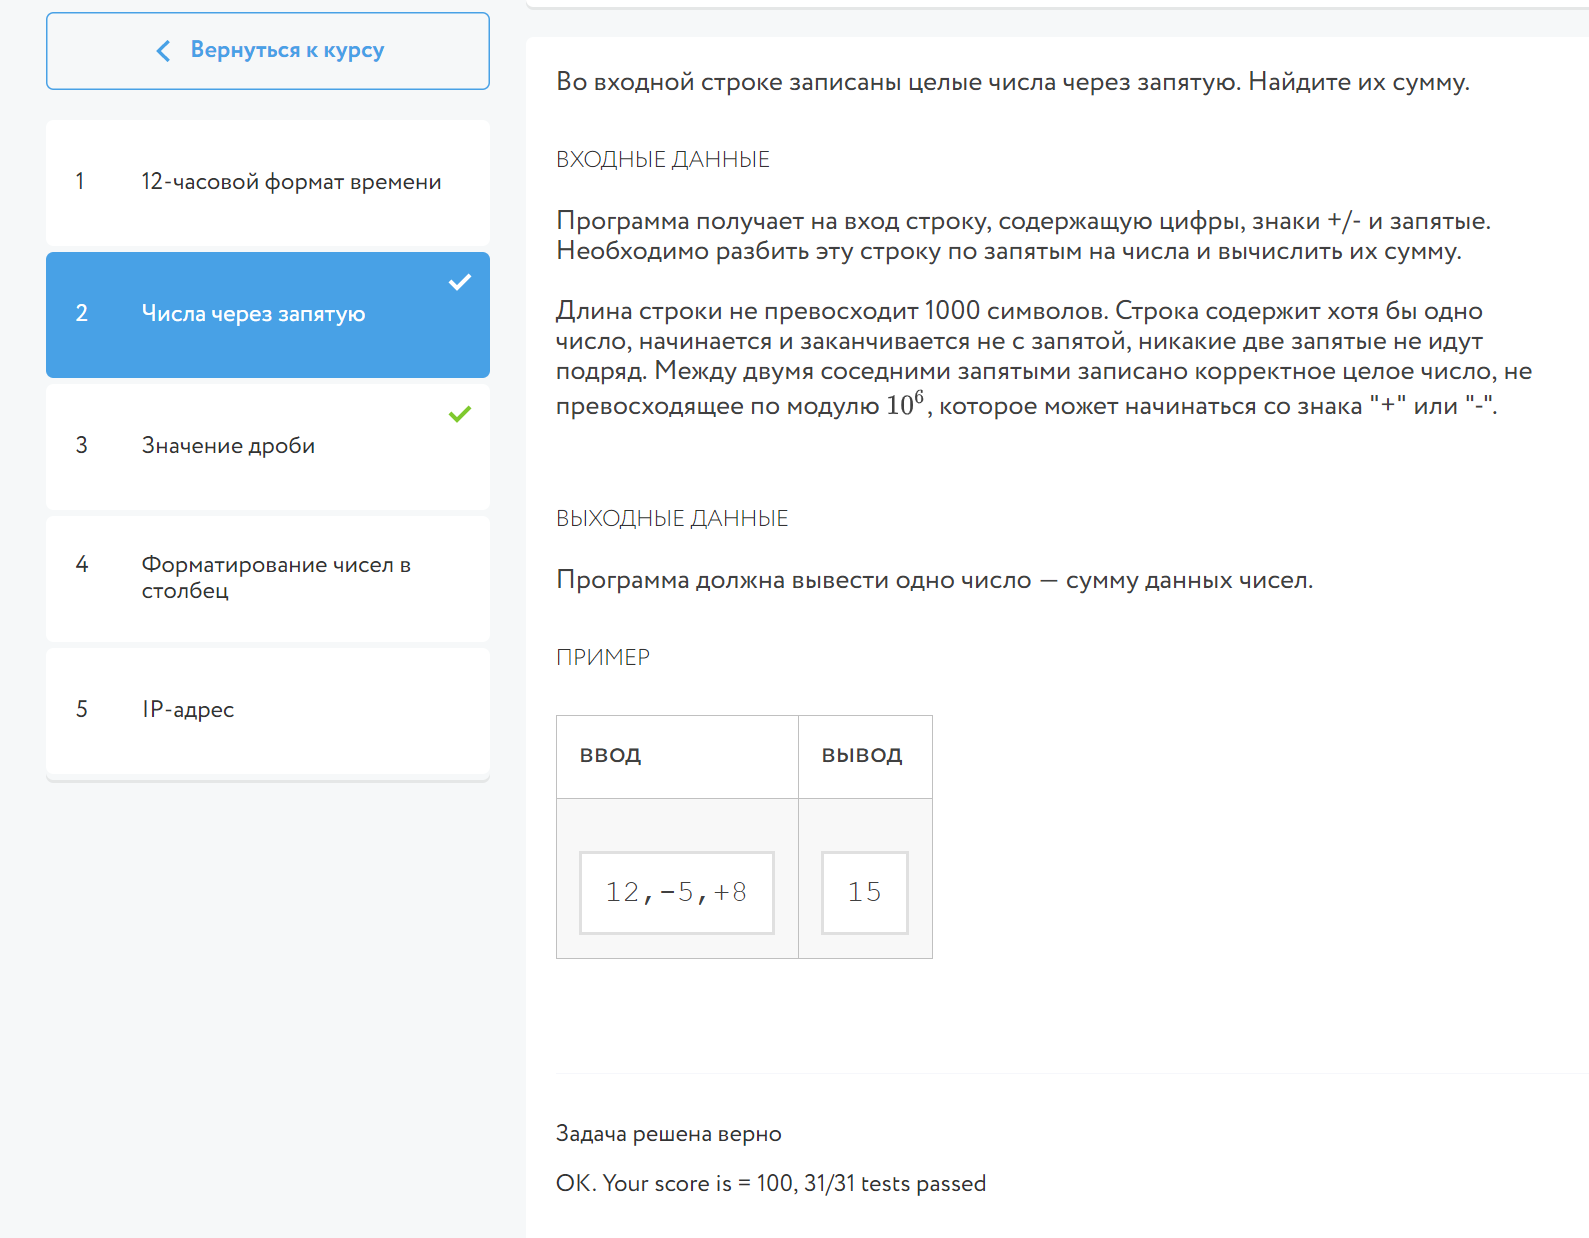 Вернуться к курсу
1 12-часовой формат времени
2 Числа через запятую
3 Значение дроби
4 Форматирование чисел в
столбец
5 IP-адрес
Во входной строке записаны целые числа через запятую. Найдите их сумму.
ВХОДНЫЕ ДАННЫЕ
Программа получает на вход строку, содержащую цифры, знаки +/- и запятые.
Необходимо разбить эту строку по запятым на числа и вычислить их сумму.
Длина строки не превосходит 1000 символов. Строка содержит хотя бы одно
число, начинается и заканчивается не с запятой, никакие две запятые не идут
подряд. Между двумя соседними запятыми записано корректное целое число, не
превосходящее по модулю 10⁶, которое может начинаться со знака "+" или "-".
ВЫХОДНЫЕ ДАННЫЕ
Программа должна вывести одно число — сумму данных чисел.
ПРИМЕР
ВВОД ВЫВОД
12,-5,+8 15
Задача решена верно
OK. Your score is = 100, 31/31 tests passed